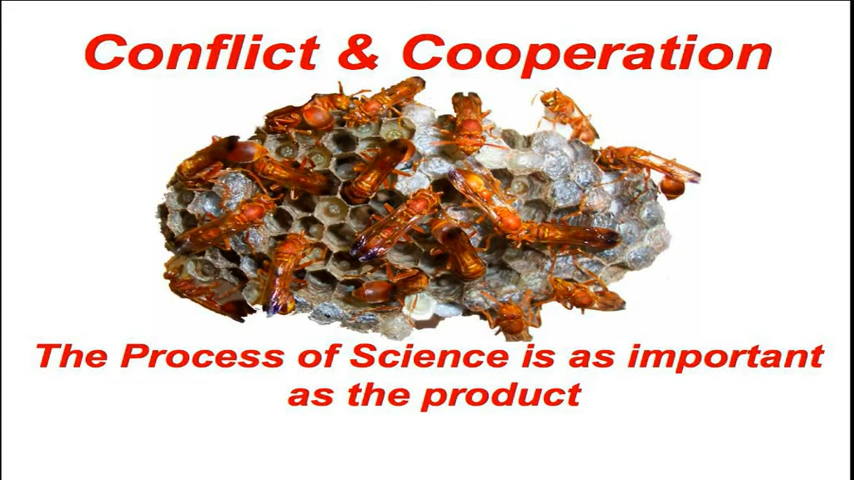 Conflict & Cooperation
The Process of Science is as important
as the product